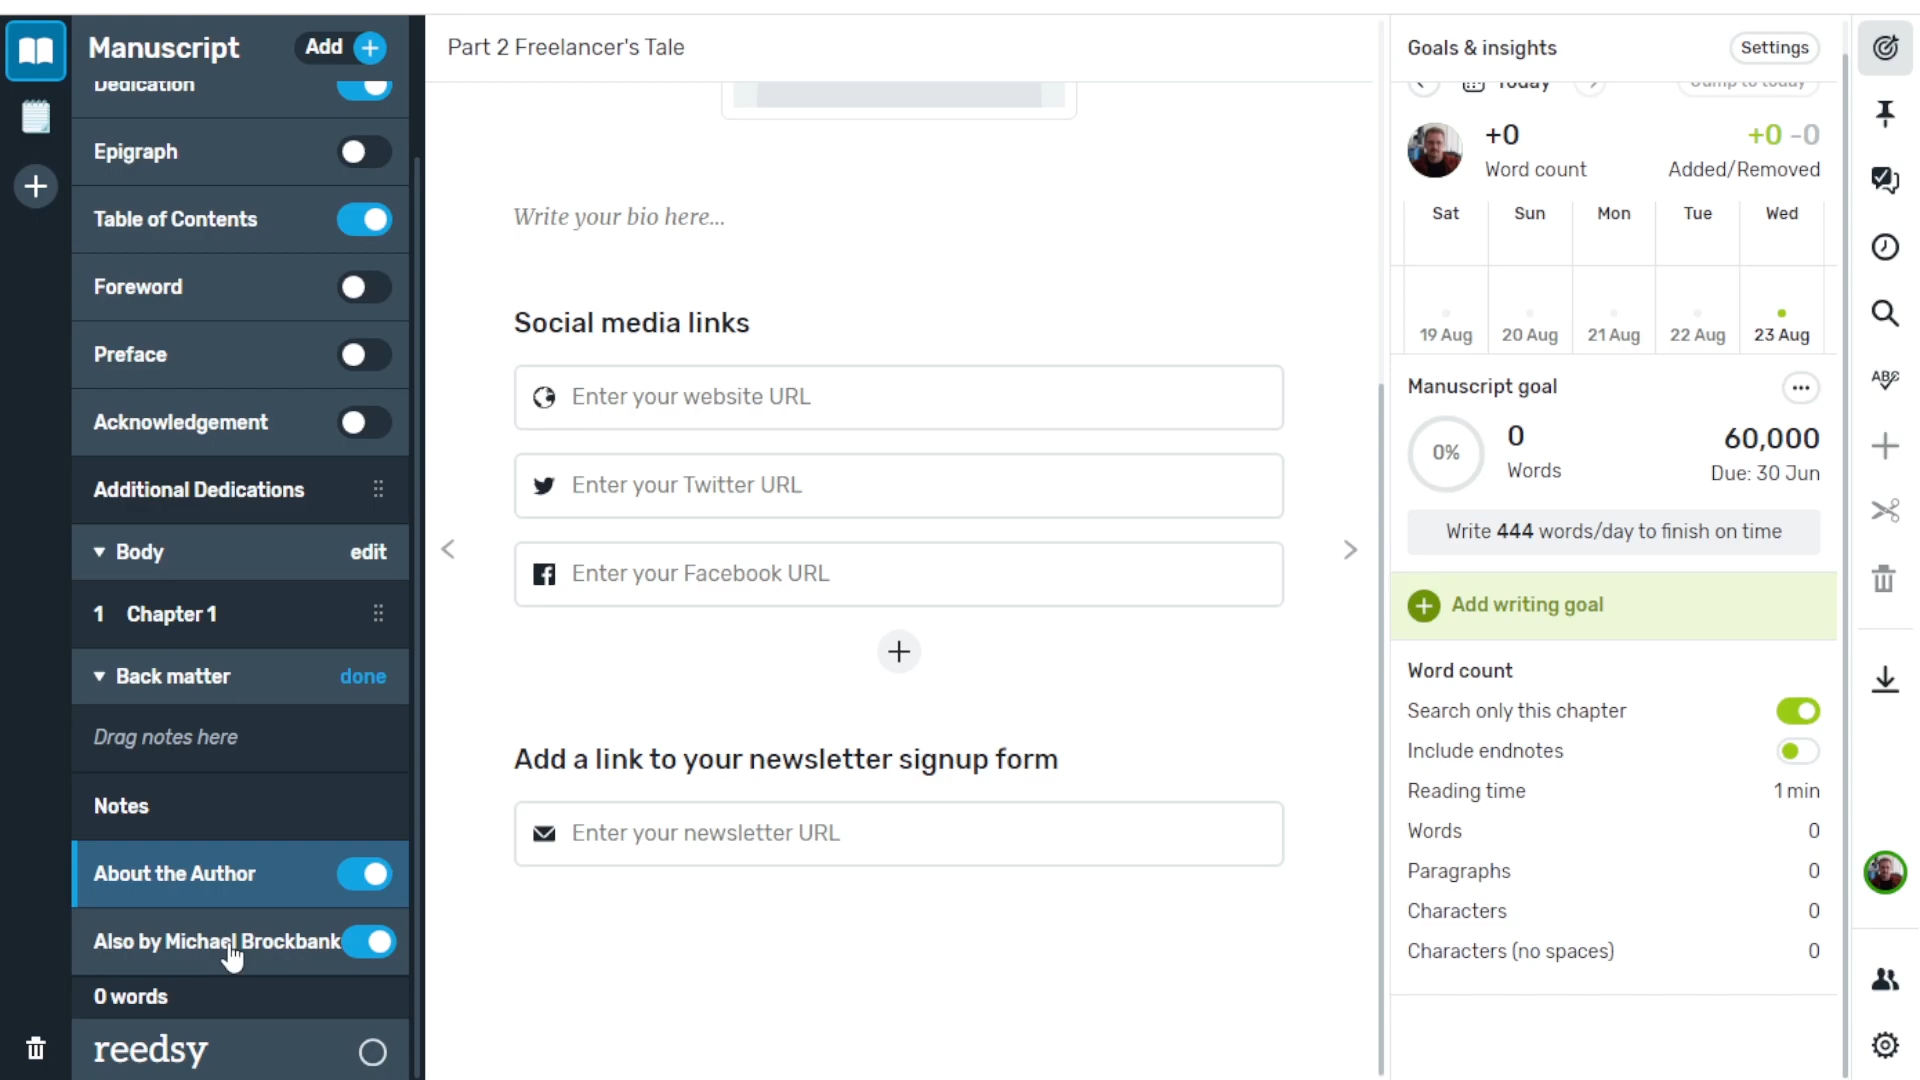 Manuscript
Add
Dedication
Epigraph
Table of Contents
Foreword
Preface
Acknowledgement
Additional Dedications
Body
edit
1 Chapter 1
Back matter
done
Drag notes here
Notes
About the Author
Also by Michael Brockbank
0 words
reedsy
Part 2 Freelancer's Tale
Write your bio here...
Social media links
Enter your website URL
Enter your Twitter URL
Enter your Facebook URL
Add a link to your newsletter signup form
Enter your newsletter URL
Goals & insights
Settings
Today
Jump to today
+0
+0 -0
Word count
Added/Removed
Sat Sun Mon Tue Wed
19 Aug 20 Aug 21 Aug 22 Aug 23 Aug
Manuscript goal
0%
0
60,000
Words
Due: 30 Jun
Write 444 words/day to finish on time
Add writing goal
Word count
Search only this chapter
Include endnotes
Reading time 1 min
Words 0
Paragraphs 0
Characters 0
Characters (no spaces) 0
ABC